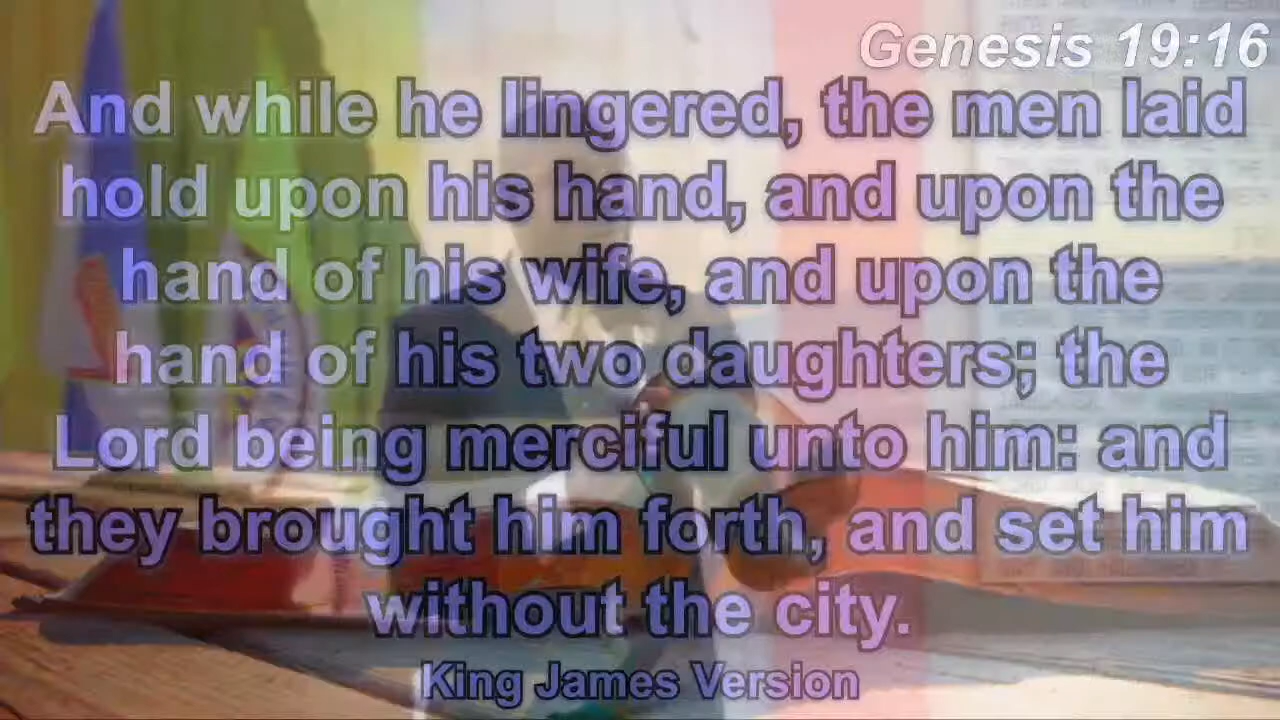 Genesis 19:16
And while he lingered, the men laid
hold upon his hand, and upon the
hand of his wife, and upon the
hand of his two daughters; the
Lord being merciful unto him: and
they brought him forth, and set him
without the city.
King James Version